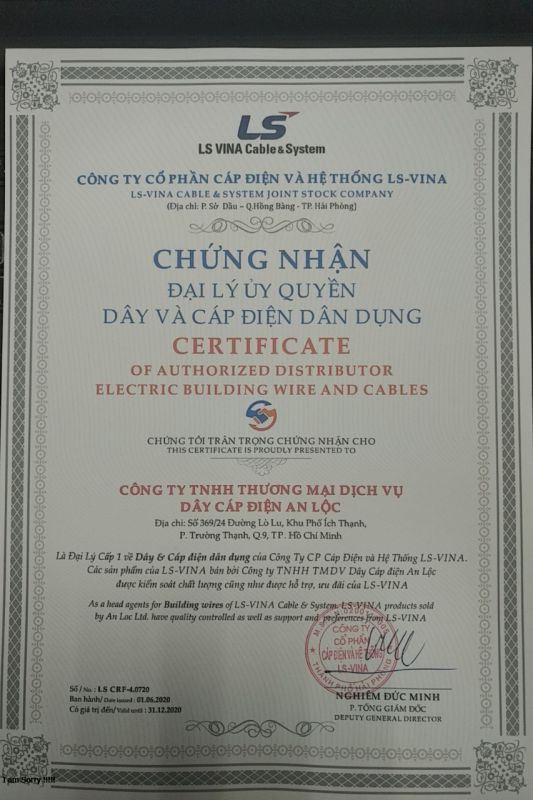 LS
LS VINA Cable & System
CÔNG TY CỔ PHẦN CÁP ĐIỆN VÀ HỆ THỐNG LS-VINA
LS-VINA CABLE & SYSTEM JOINT STOCK COMPANY
(Địa chỉ: P. Sở Dầu – Q.Hồng Bàng - TP. Hải Phòng)
CHỨNG NHẬN
ĐẠI LÝ ỦY QUYỀN
DÂY VÀ CÁP ĐIỆN DÂN DỤNG
CERTIFICATE
OF AUTHORIZED DISTRIBUTOR
ELECTRIC BUILDING WIRE AND CABLES
CHÚNG TÔI TRÂN TRỌNG CHỨNG NHẬN CHO
THIS CERTIFICATE IS PROUDLY PRESENTED TO
CÔNG TY TNHH THƯƠNG MẠI DỊCH VỤ
DÂY CÁP ĐIỆN AN LỘC
Địa chỉ: Số 369/24 Đường Lò Lu, Khu Phố Ích Thạnh,
P. Trường Thạnh, Q.9, TP. Hồ Chí Minh
Là Đại Lý Cấp 1 về Dây & Cáp điện dân dụng của Công Ty CP Cáp Điện và Hệ Thống LS-VINA.
Các sản phẩm của LS-VINA bán bởi Công ty TNHH TMDV Dây Cáp điện An Lộc
được kiểm soát chất lượng cũng như được hỗ trợ, ưu đãi của LS-VINA
As a head agents for Building wires of LS-VINA Cable & System. LS-VINA products sold
by An Loc Ltd. have quality controlled as well as support and preferences from LS-VINA
CÔNG TY
CỔ PHẦN
CÁP ĐIỆN VÀ HỆ THỐNG
LS-VINA
THÀNH PHỐ HẢI PHÒNG
Số / No.: LS CRF-4.0720
Ban hành/ Date issued : 01.06.2020
Có giá trị đến/ Valid until : 31.12.2020
NGHIÊM ĐỨC MINH
P. TỔNG GIÁM ĐỐC
DEPUTY GENERAL DIRECTOR
I'am Sorry !!!!!